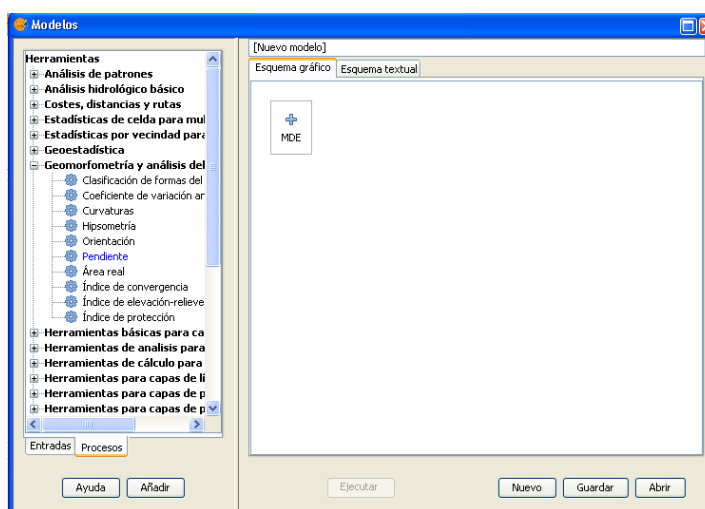 Modelos
Herramientas
Análisis de patrones
Análisis hidrológico básico
Costes, distancias y rutas
Estadísticas de celda para mul
Estadísticas por vecindad para
Geoestadística
Geomorfometría y análisis del
Clasificación de formas del
Coeficiente de variación ar
Curvaturas
Hipsometría
Orientación
Pendiente
Área real
Índice de convergencia
Índice de elevación-relieve
Índice de protección
Herramientas básicas para ca
Herramientas de analisis para
Herramientas de cálculo para
Herramientas para capas de lí
Herramientas para capas de p
Herramientas para capas de p
Entradas Procesos
Ayuda Añadir
[Nuevo modelo]
Esquema gráfico Esquema textual
MDE
Ejecutar Nuevo Guardar Abrir